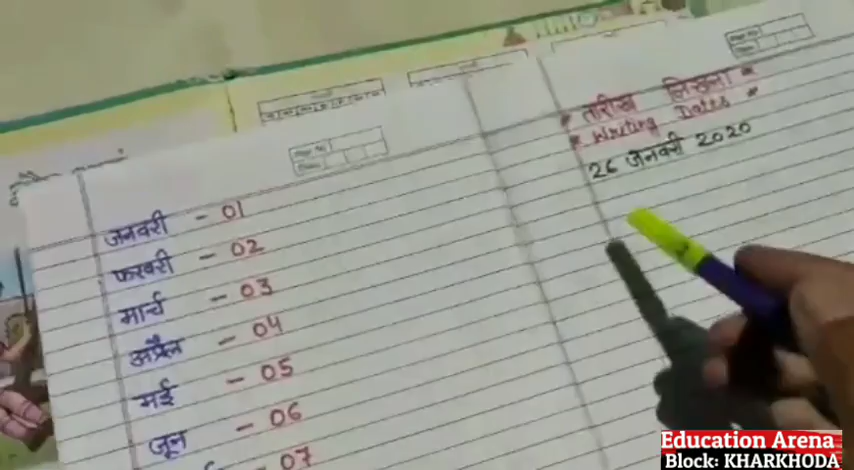 जनवरी - 01
फरवरी - 02
मार्च - 03
अप्रैल - 04
मई - 05
जून - 06
- 07
* तारीख लिखना *
* Writing Dates *
26 जनवरी 2020
Education Arena
Block: KHARKHODA